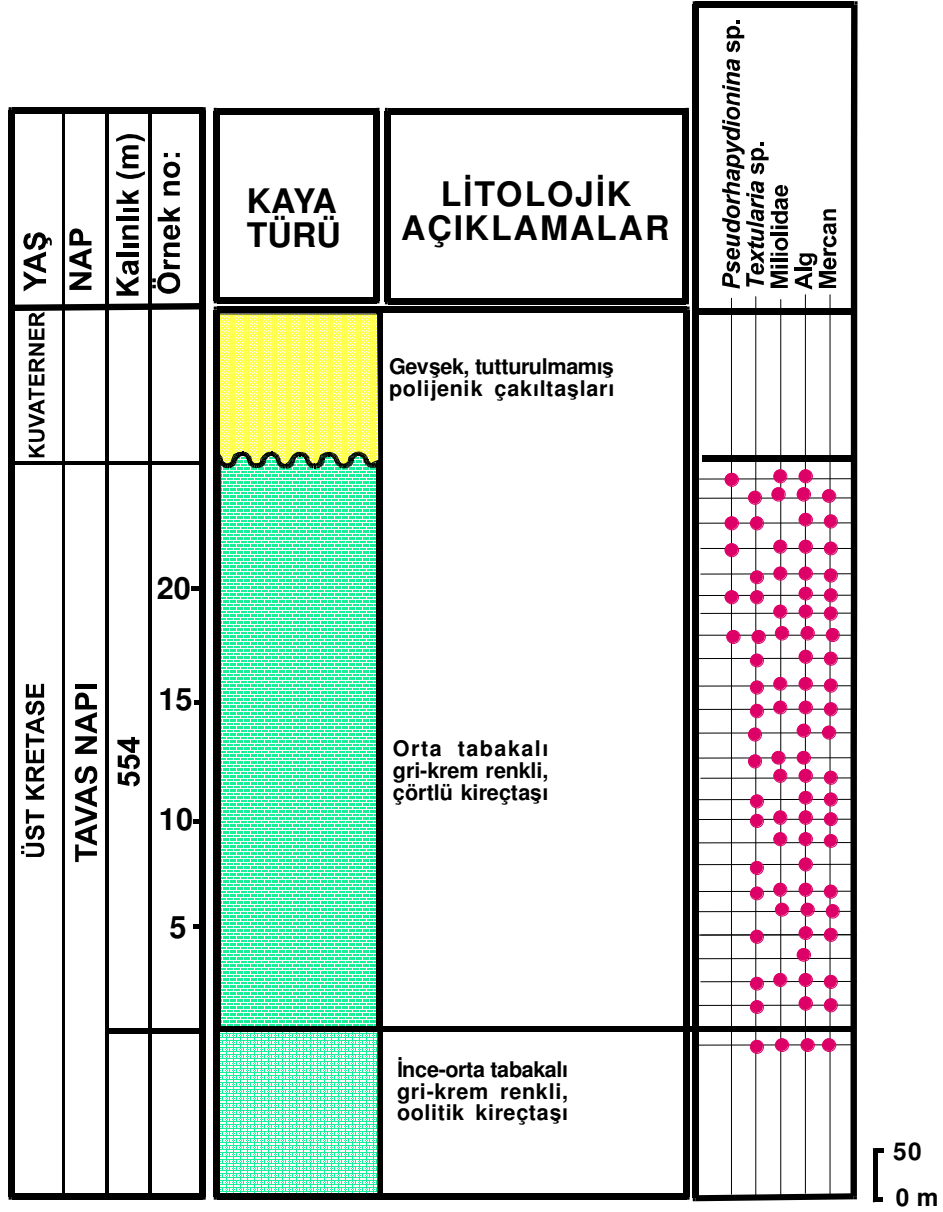 YAŞ
NAP
Kalınlık (m)
Örnek no:
KAYA
TÜRÜ
LİTOLOJİK
AÇIKLAMALAR
Pseudorhapydionina sp.
Textularia sp.
Miliolidae
Alg
Mercan
KUVATERNER
Gevşek, tutturulmamış
polijenik çakıltaşları
ÜST KRETASE
TAVAS NAPI
554
20
15
10
5
Orta tabakalı
gri-krem renkli,
çörtlü kireçtaşı
İnce-orta tabakalı
gri-krem renkli,
oolitik kireçtaşı
50
0 m